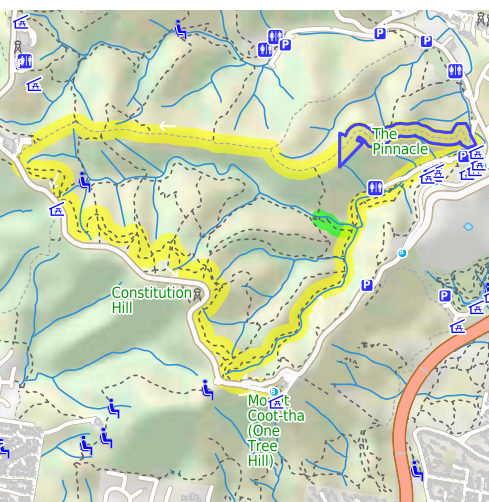 P
P
P
The
Pinnacle
P
P
Constitution
Hill
P
Mount
Coot-tha
(One
Tree
Hill)